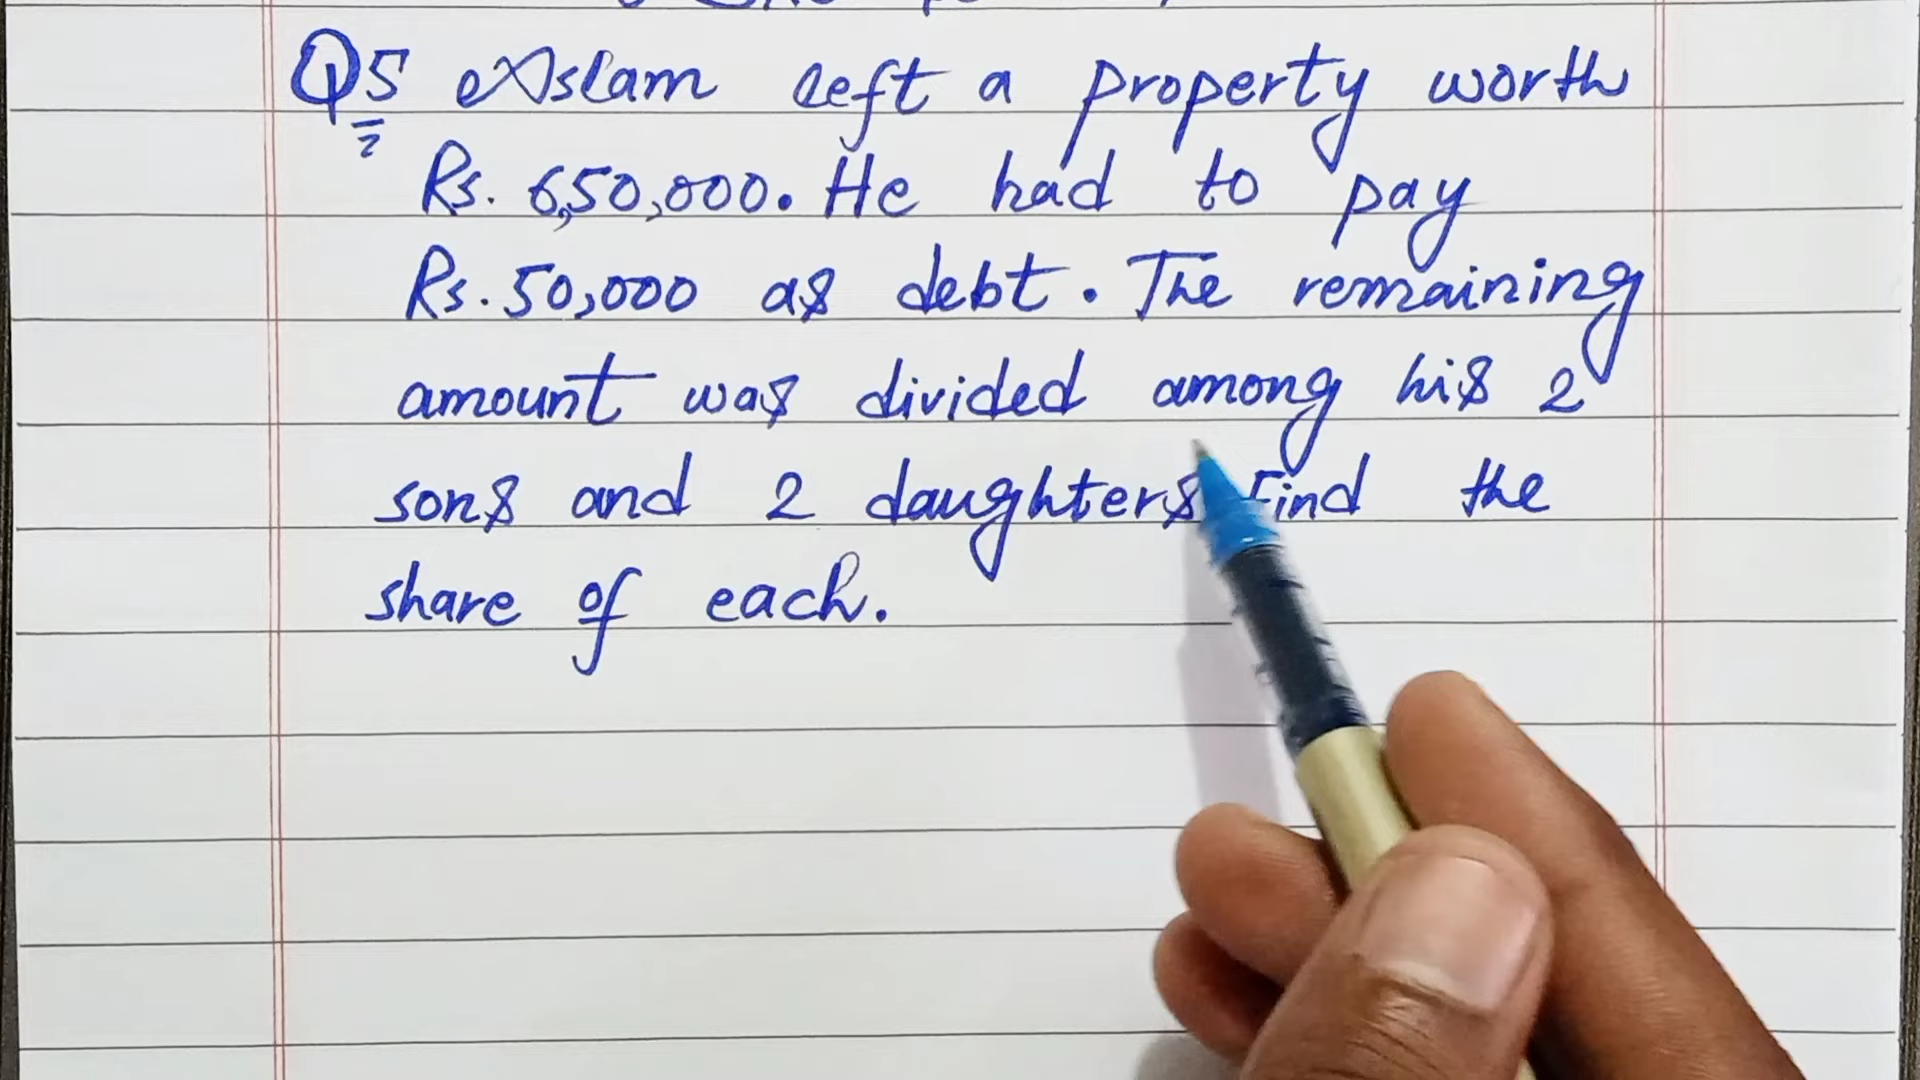 Q5 Aslam left a property worth
Rs. 6,50,000. He had to pay
Rs. 50,000 as debt. The remaining
amount was divided among his 2
sons and 2 daughters Find the
share of each.